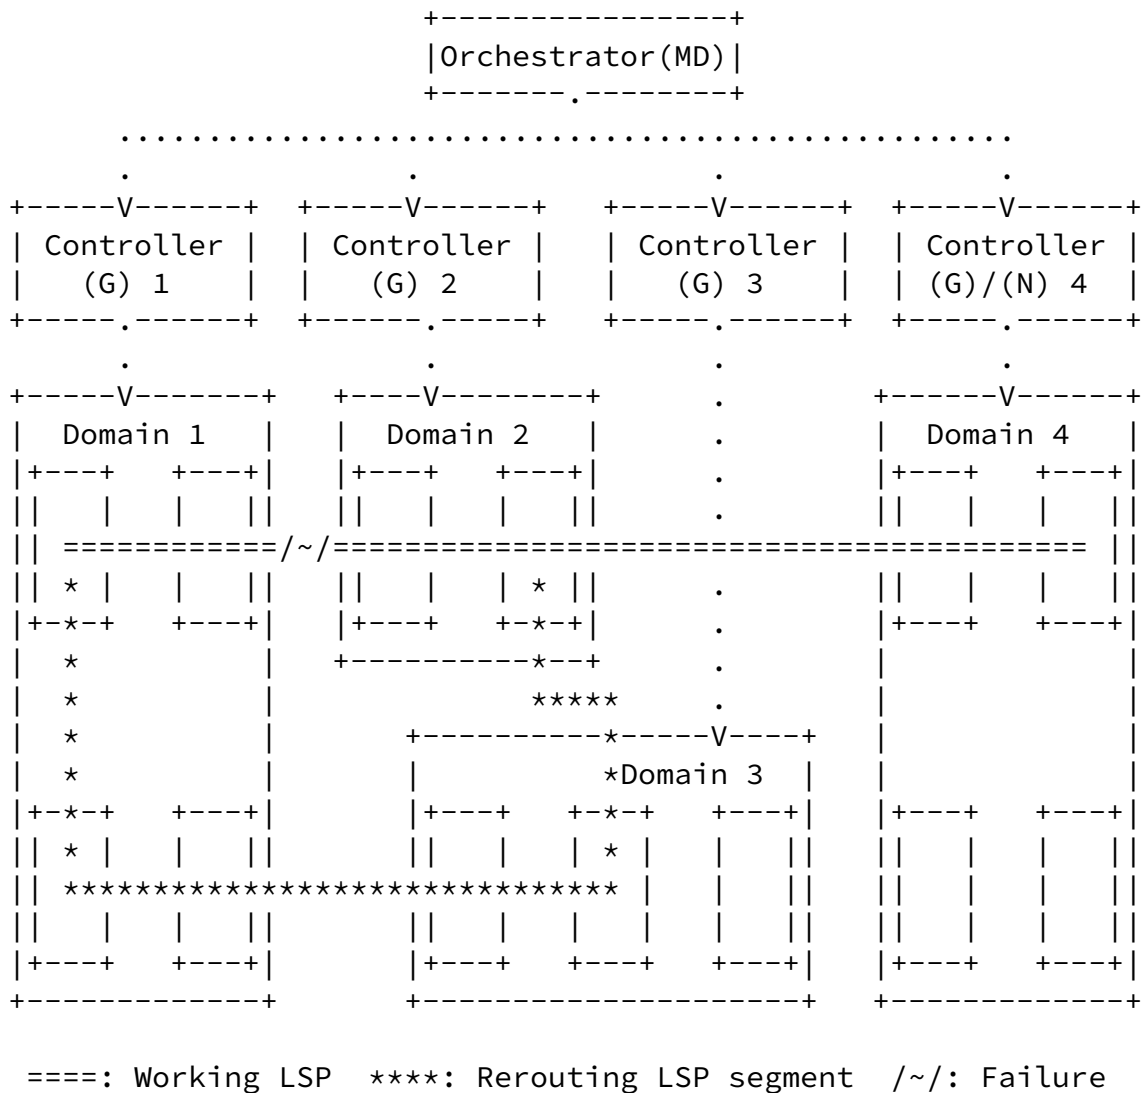 +----------------+
                       |Orchestrator(MD)|
                       +-------.--------+
      ..................................................
      .               .                .               .
+-----V------+  +-----V------+   +-----V------+  +-----V------+
| Controller |  | Controller |   | Controller |  | Controller |
|   (G) 1    |  |   (G) 2    |   |   (G) 3    |  | (G)/(N) 4  |
+-----.------+  +------.-----+   +-----.------+  +-----.------+
      .                .               .               .
+-----V-------+   +----V--------+      .        +------V------+
|  Domain 1   |   |  Domain 2   |      .        |  Domain 4   |
|+---+   +---+|   |+---+   +---+|      .        |+---+   +---+|
||   |   |   ||   ||   |   |   ||      .        ||   |   |   ||
|| ============/~/========================================== ||
|| * |   |   ||   ||   |   | * ||      .        ||   |   |   ||
|+-*-+   +---+|   |+---+   +-*-+|      .        |+---+   +---+|
|  *          |   +----------*--+      .        |             |
|  *          |              *****     .        |             |
|  *          |       +----------*-----V----+   |             |
|  *          |       |          *Domain 3  |   |             |
|+-*-+   +---+|       |+---+   +-*-+   +---+|   |+---+   +---+|
|| * |   |   ||       ||   |   | * |   |   ||   ||   |   |   ||
|| ******************************* |   |   ||   ||   |   |   ||
||   |   |   ||       ||   |   |   |   |   ||   ||   |   |   ||
|+---+   +---+|       |+---+   +---+   +---+|   |+---+   +---+|
+-------------+       +---------------------+   +-------------+
====: Working LSP  ****: Rerouting LSP segment  /~/: Failure